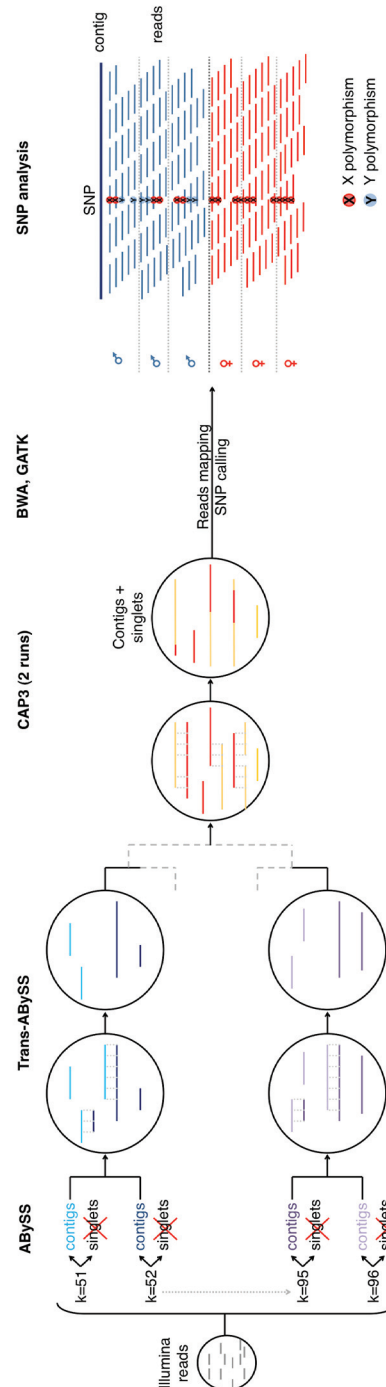 ABySS
Trans-ABySS
CAP3 (2 runs)
BWA, GATK
SNP analysis
Illumina
reads
k=51
contigs
singlets
k=52
contigs
singlets
k=95
contigs
singlets
k=96
contigs
singlets
Contigs +
singlets
Reads mapping
SNP calling
♂
♂
♂
♀
♀
♀
SNP
contig
reads
X X polymorphism
Y Y polymorphism